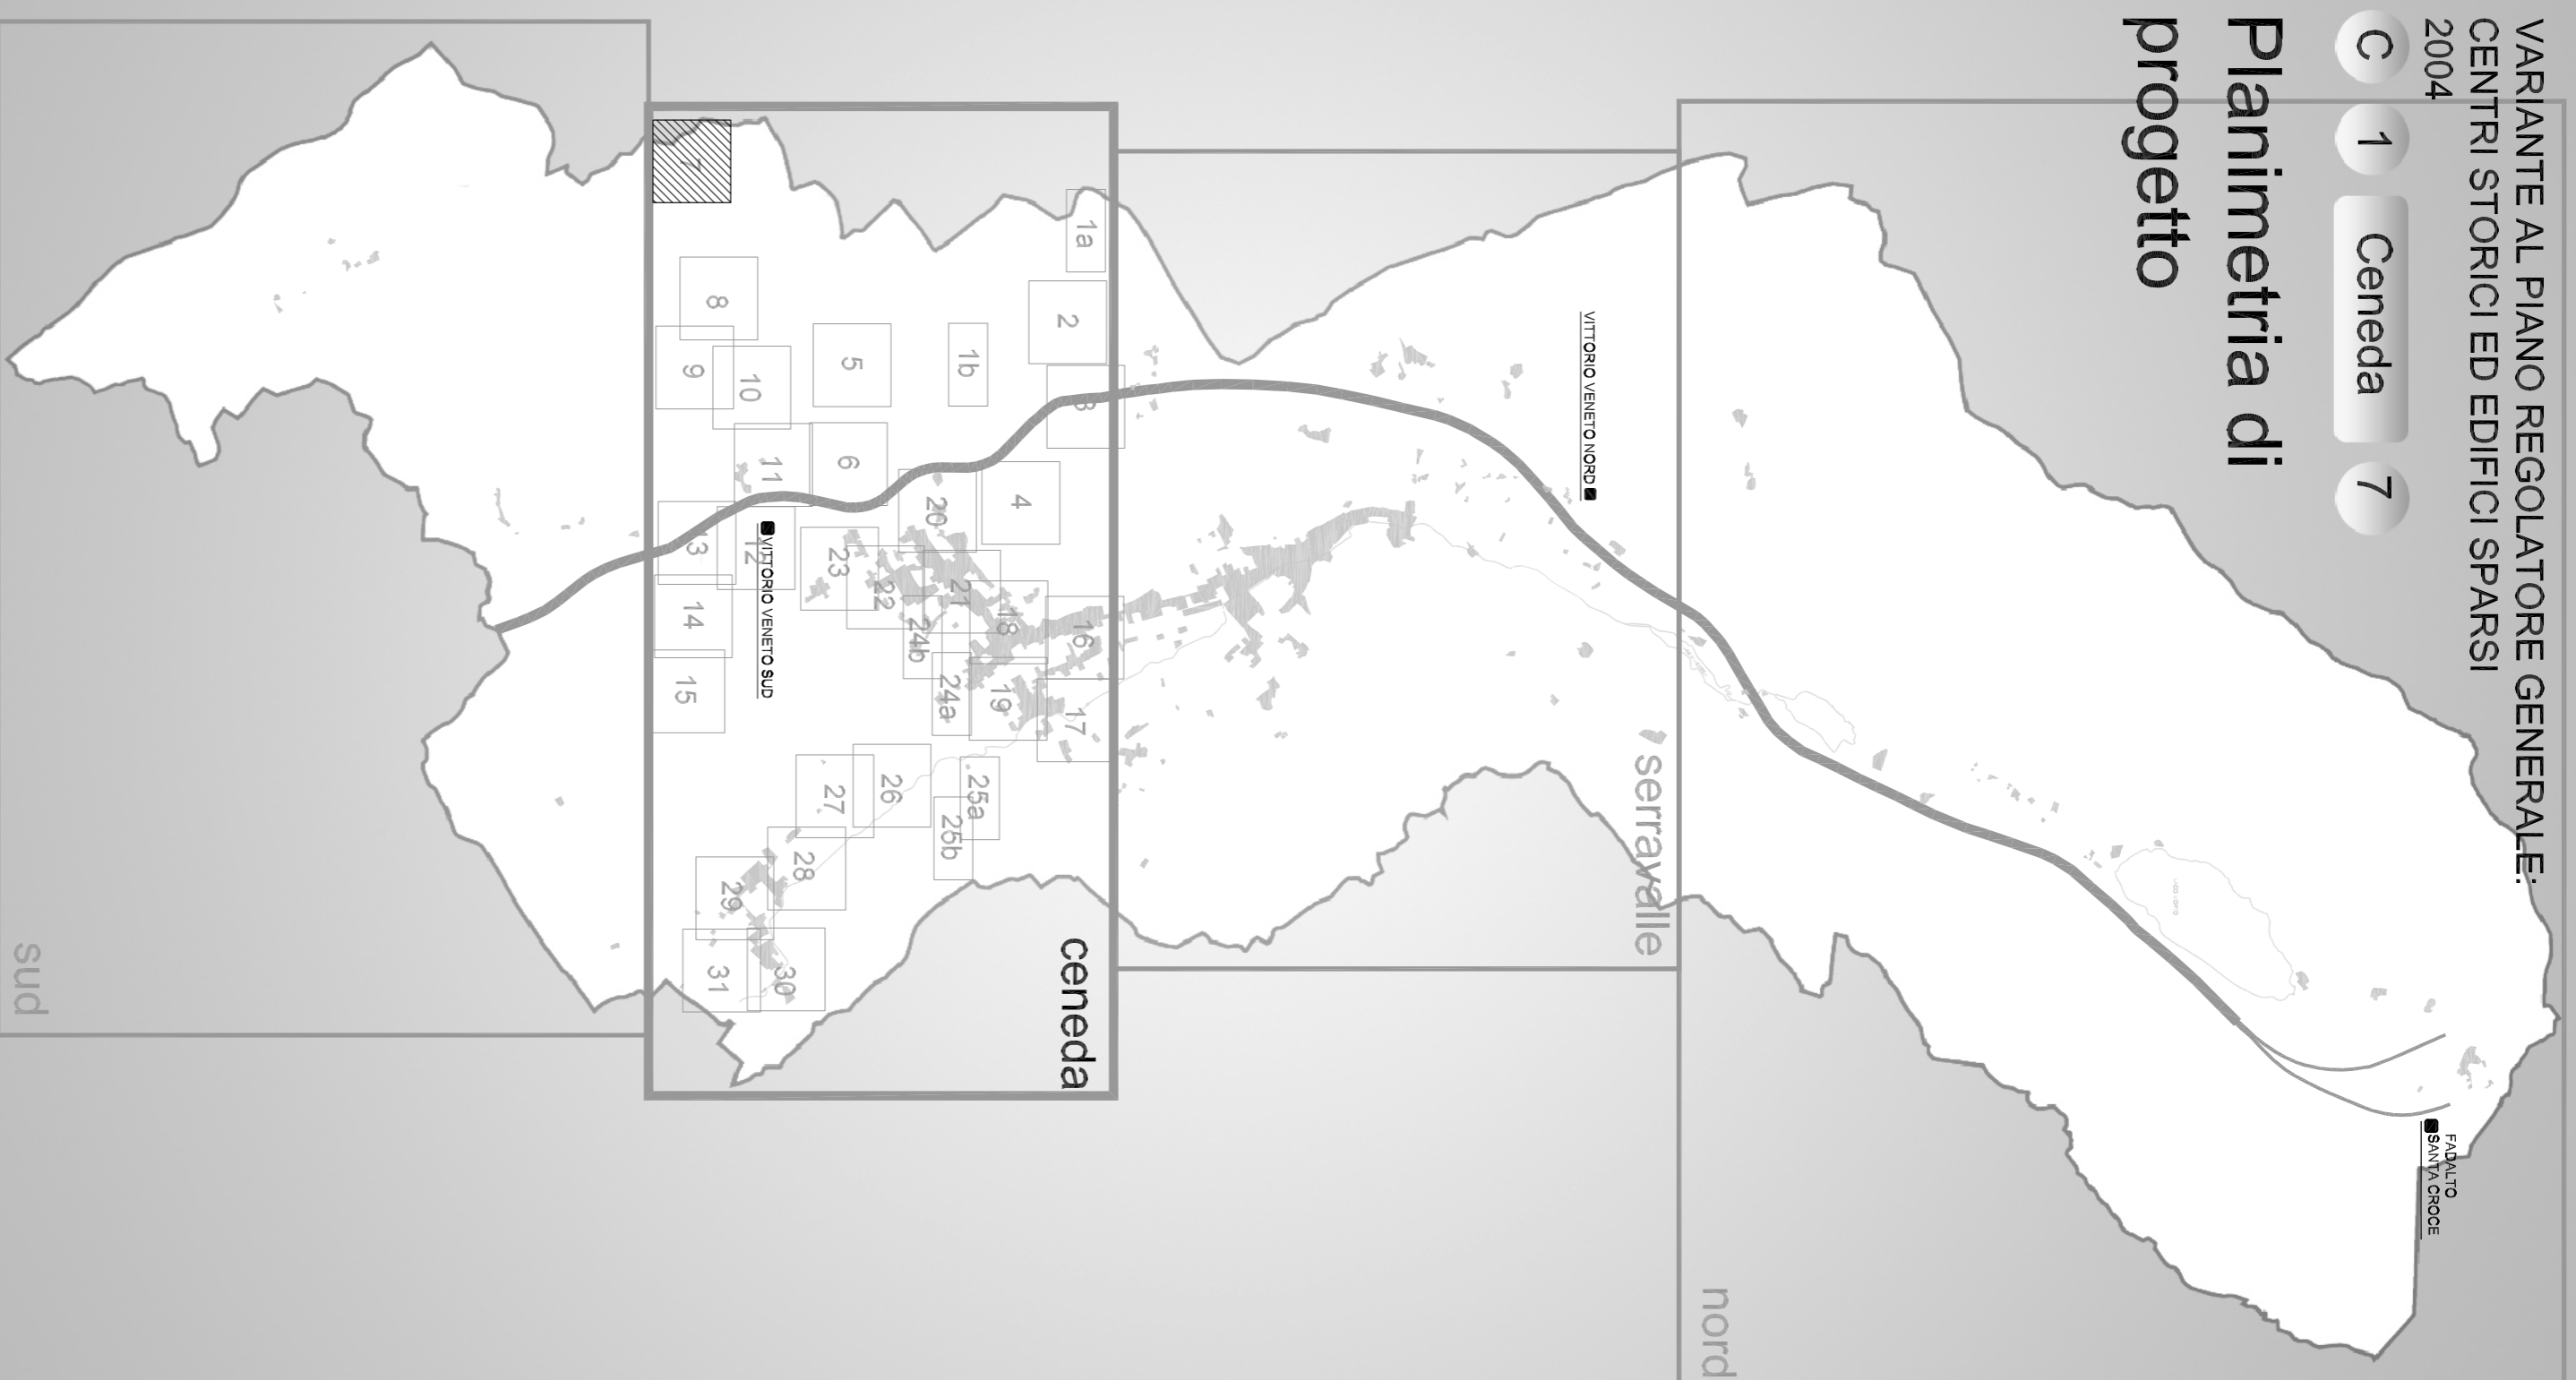 VARIANTE AL PIANO REGOLATORE GENERALE:
CENTRI STORICI ED EDIFICI SPARSI
2004
C 1 Ceneda 7
Planimetria di
progetto
FADALTO
SANTA CROCE
nord
serravalle
VITTORIO VENETO NORD
ceneda
1a
2
3
1b
4
5
6
7
8
9
10
11
12
13
14
15
16
17
18
19
20
21
22
23
24a
24b
25a
25b
26
27
28
29
30
31
VITTORIO VENETO SUD
sud